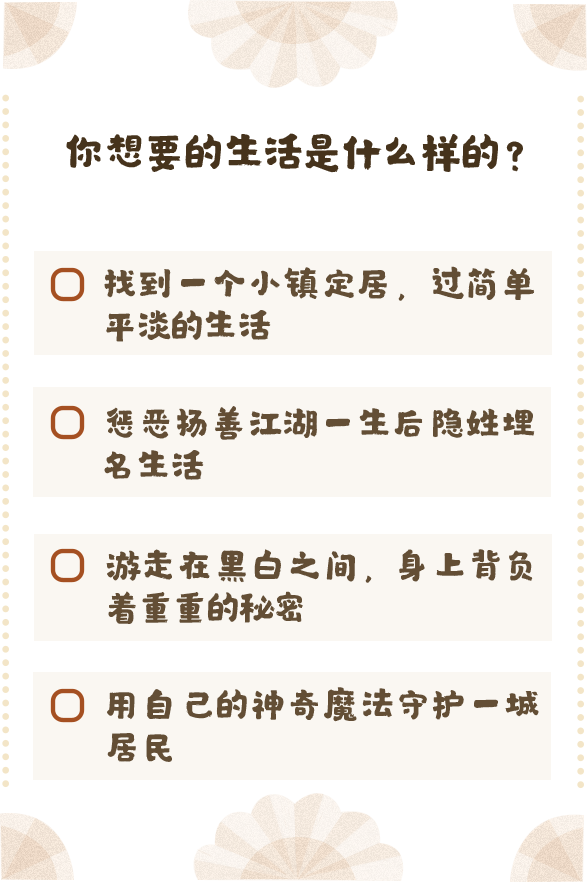 你想要的生活是什么样的?
找到一个小镇定居，过简单
平淡的生活
惩恶扬善江湖一生后隐姓埋
名生活
游走在黑白之间，身上背负
着重重的秘密
用自己的神奇魔法守护一城
居民